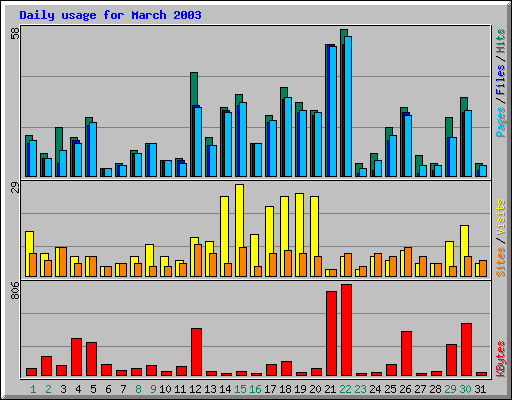 Daily usage for March 2003
58
Pages / Files / Hits
29
Sites / Visits
806
KBytes
1 2 3 4 5 6 7 8 9 10 11 12 13 14 15 16 17 18 19 20 21 22 23 24 25 26 27 28 29 30 31